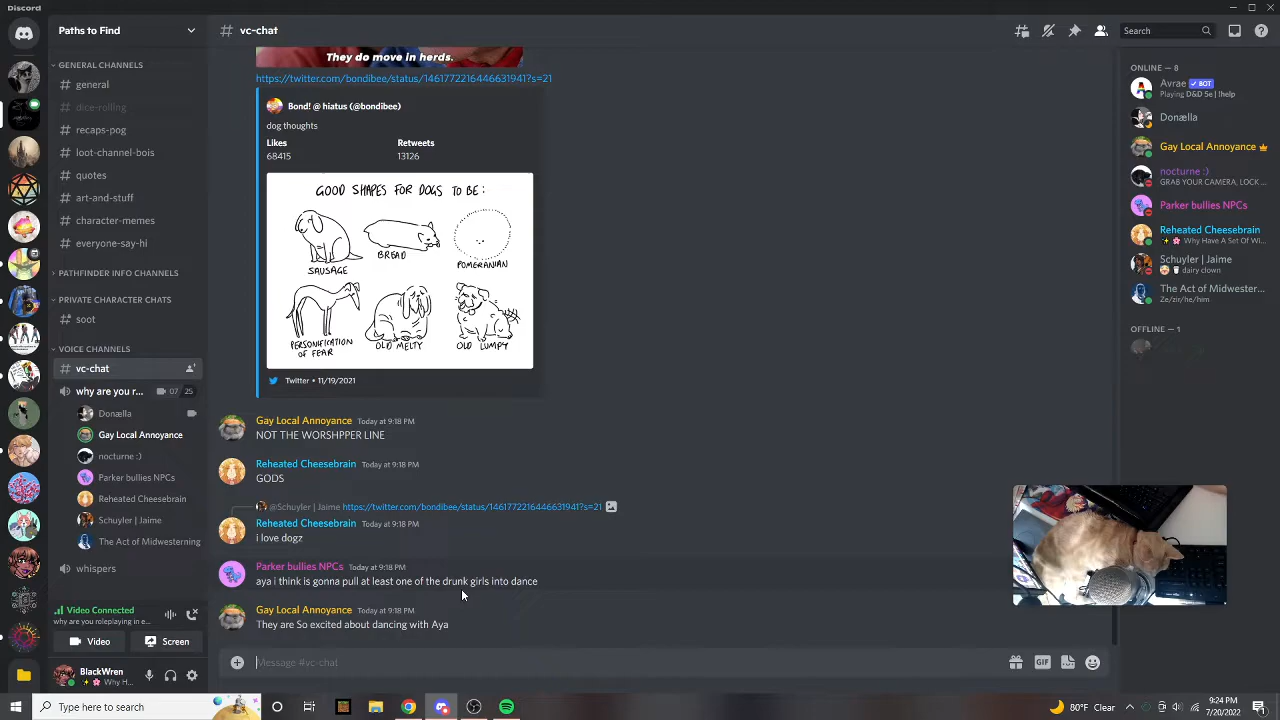 Discord
Paths to Find
vc-chat
Search
GENERAL CHANNELS
general
dice-rolling
recaps-pog
loot-channel-bois
quotes
art-and-stuff
character-memes
everyone-say-hi
PATHFINDER INFO CHANNELS
PRIVATE CHARACTER CHATS
soot
VOICE CHANNELS
vc-chat
why are you r... 07 25
Donælla
Gay Local Annoyance
nocturne :)
Parker bullies NPCs
Reheated Cheesebrain
Schuyler | Jaime
The Act of Midwestering
whispers
Video Connected
why are you roleplaying in e...
Video
Screen
BlackWren
Why H...
They do move in herds.
https://twitter.com/bondibee/status/1461772216446631941?s=21
Bond! @ hiatus (@bondibee)
dog thoughts
Likes Retweets
68415 13126
GOOD SHAPES FOR DOGS TO BE:
SAUSAGE
BREAD
POMERANIAN
PERSONIFICATION
OF FEAR
OLD MELTY
OLD LUMPY
Twitter • 11/19/2021
Gay Local Annoyance Today at 9:18 PM
NOT THE WORSHPPER LINE
Reheated Cheesebrain Today at 9:18 PM
GODS
@Schuyler | Jaime https://twitter.com/bondibee/status/1461772216446631941?s=21
Reheated Cheesebrain Today at 9:18 PM
i love dogz
Parker bullies NPCs Today at 9:18 PM
aya i think is gonna pull at least one of the drunk girls into dance
Gay Local Annoyance Today at 9:18 PM
They are So excited about dancing with Aya
Message #vc-chat
GIF
ONLINE — 8
Avrae BOT
Playing D&D 5e | !help
Donælla
Gay Local Annoyance
nocturne :)
GRAB YOUR CAMERA, LOCK ...
Parker bullies NPCs
Reheated Cheesebrain
Why Have A Set Of Wi...
Schuyler | Jaime
dairy clown
The Act of Midwester...
Ze/zir/he/him
OFFLINE — 1
Type here to search
80°F Clear
9:24 PM
7/20/2022